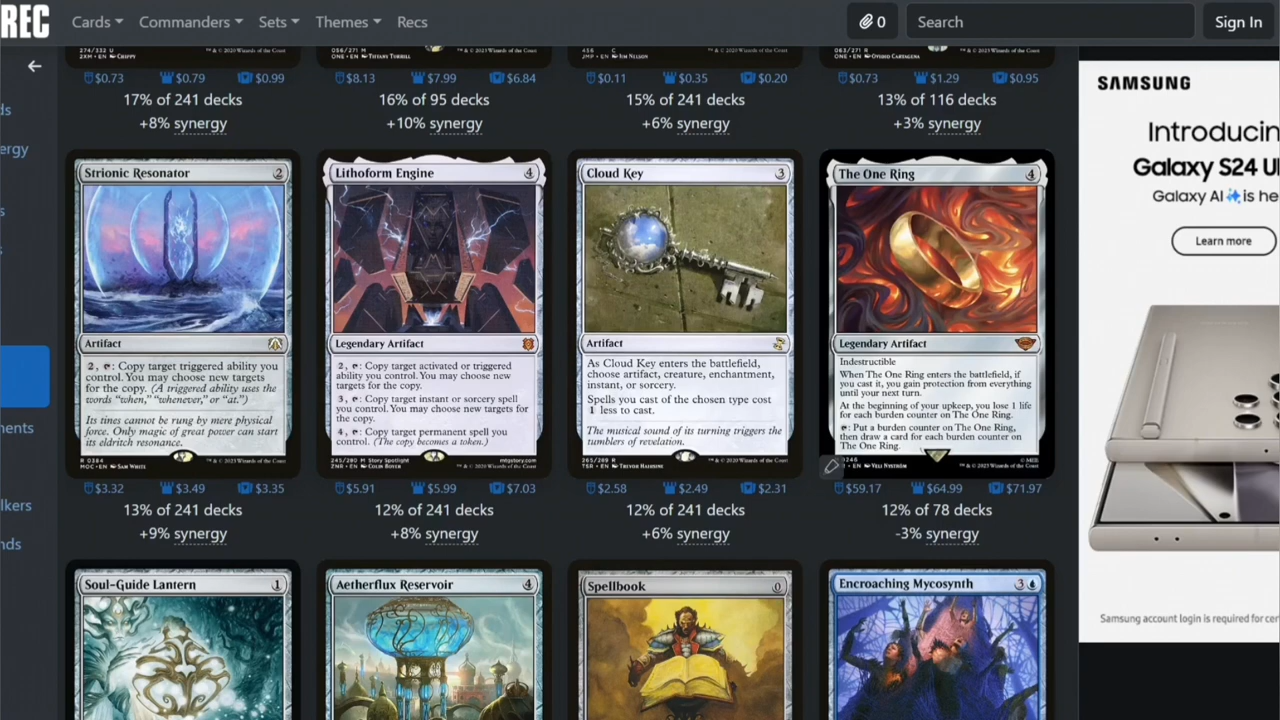 REC
Cards
Commanders
Sets
Themes
Recs
0
Search
Sign In
$0.73 $0.79 $0.99
17% of 241 decks
+8% synergy
$8.13 $7.99 $6.84
16% of 95 decks
+10% synergy
$0.11 $0.35 $0.20
15% of 241 decks
+6% synergy
$0.73 $1.29 $0.95
13% of 116 decks
+3% synergy
ds
ergy
s
s
nents
lkers
nds
Strionic Resonator 2
Artifact
2, T: Copy target triggered ability you
control. You may choose new targets
for the copy. (A triggered ability uses the
words “when,” “whenever,” or “at.”)
Its tines cannot be rung by mere physical
force. Only magic of great power can start
its eldritch resonance.
R 0384
MOC • EN SAM WHITE
$3.32 $3.49 $3.35
13% of 241 decks
+9% synergy
Lithoform Engine 4
Legendary Artifact
2, T: Copy target activated or triggered
ability you control. You may choose new
targets for the copy.
3, T: Copy target instant or sorcery spell
you control. You may choose new targets for
the copy.
4, T: Copy target permanent spell you
control. (The copy becomes a token.)
245/280 M Story Spotlight
mtgstory.com
$5.91 $5.99 $7.03
12% of 241 decks
+8% synergy
Cloud Key 3
Artifact
As Cloud Key enters the battlefield,
choose artifact, creature, enchantment,
instant, or sorcery.
Spells you cast of the chosen type cost
1 less to cast.
The musical sound of its turning triggers the
tumblers of revelation.
265/289 R
$2.58 $2.49 $2.31
12% of 241 decks
+6% synergy
The One Ring 4
Legendary Artifact
Indestructible
When The One Ring enters the battlefield, if
you cast it, you gain protection from everything
until your next turn.
At the beginning of your upkeep, you lose 1 life
for each burden counter on The One Ring.
T: Put a burden counter on The One Ring,
then draw a card for each burden counter on
The One Ring.
$59.17 $64.99 $71.97
12% of 78 decks
-3% synergy
Soul-Guide Lantern 1
Aetherflux Reservoir 4
Spellbook 0
Encroaching Mycosynth 3
SAMSUNG
Introducin
Galaxy S24 Ul
Galaxy AI is he
Learn more
Samsung account login is required for cer